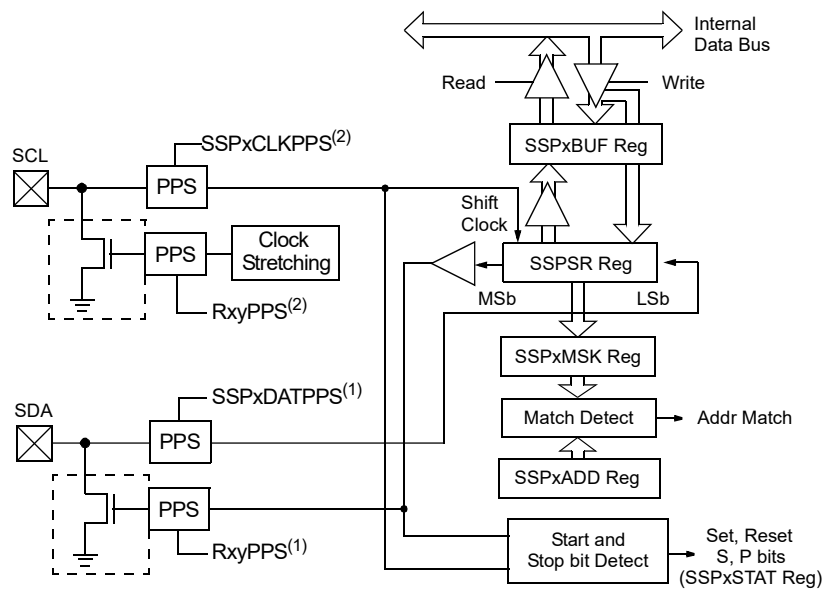 Internal
Data Bus
Read
Write
SSPxBUF Reg
SSPxCLKPPS(2)
SCL
PPS
Shift
Clock
PPS
Clock
Stretching
SSPSR Reg
MSb
LSb
RxyPPS(2)
SSPxMSK Reg
SSPxDATPPS(1)
SDA
PPS
Match Detect
Addr Match
SSPxADD Reg
PPS
RxyPPS(1)
Start and
Stop bit Detect
Set, Reset
S, P bits
(SSPxSTAT Reg)